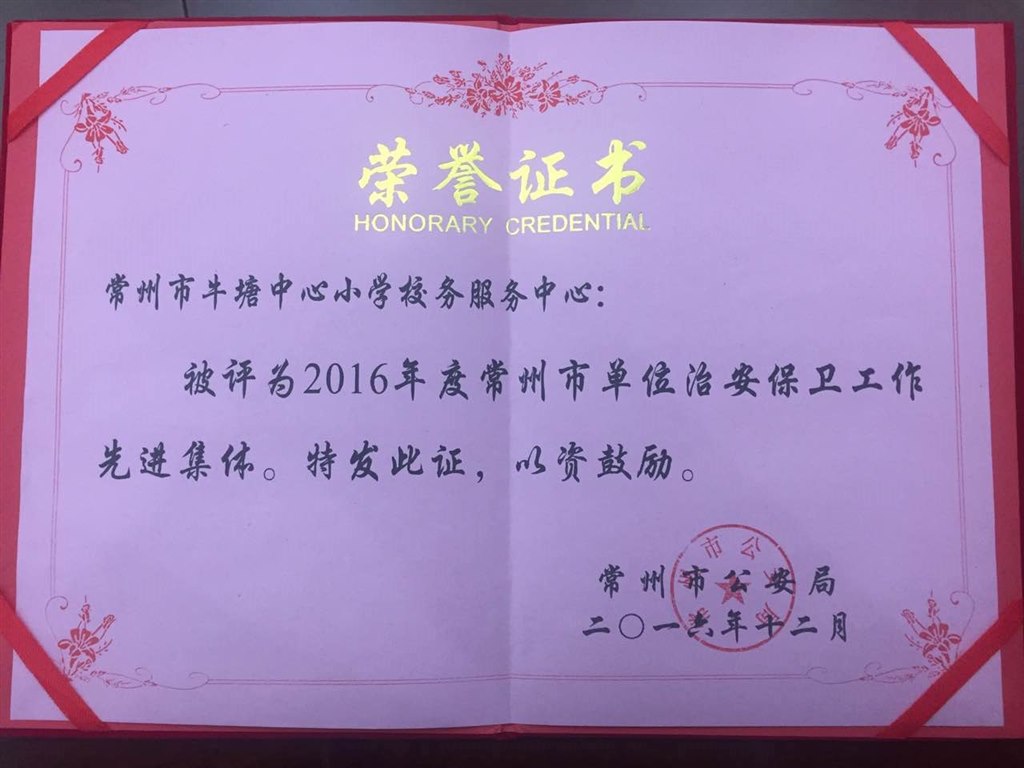 荣誉证书
HONORARY CREDENTIAL
常州市牛塘中心小学校务服务中心：
被评为2016年度常州市单位治安保卫工作
先进集体。特发此证，以资鼓励。
常州市公安局
二〇一六年十二月